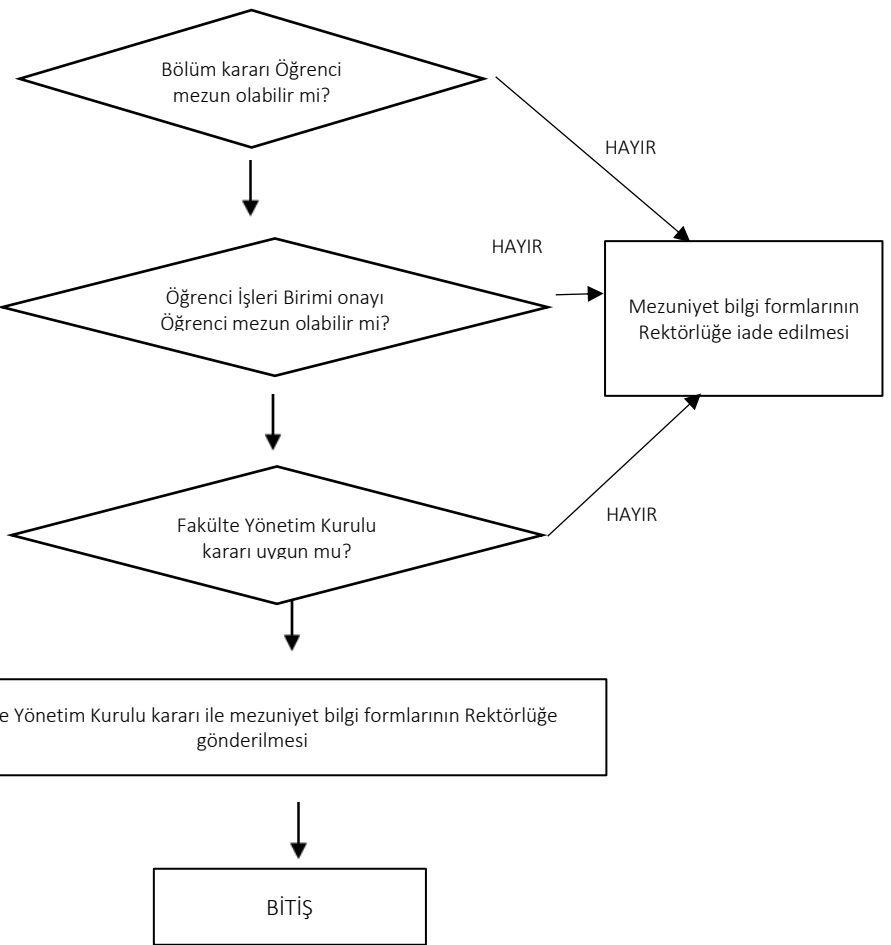 Bölüm kararı Öğrenci
mezun olabilir mi?
HAYIR
HAYIR
Öğrenci İşleri Birimi onayı
Öğrenci mezun olabilir mi?
Mezuniyet bilgi formlarının
Rektörlüğe iade edilmesi
Fakülte Yönetim Kurulu
kararı uygun mu?
HAYIR
e Yönetim Kurulu kararı ile mezuniyet bilgi formlarının Rektörlüğe
gönderilmesi
BİTİŞ